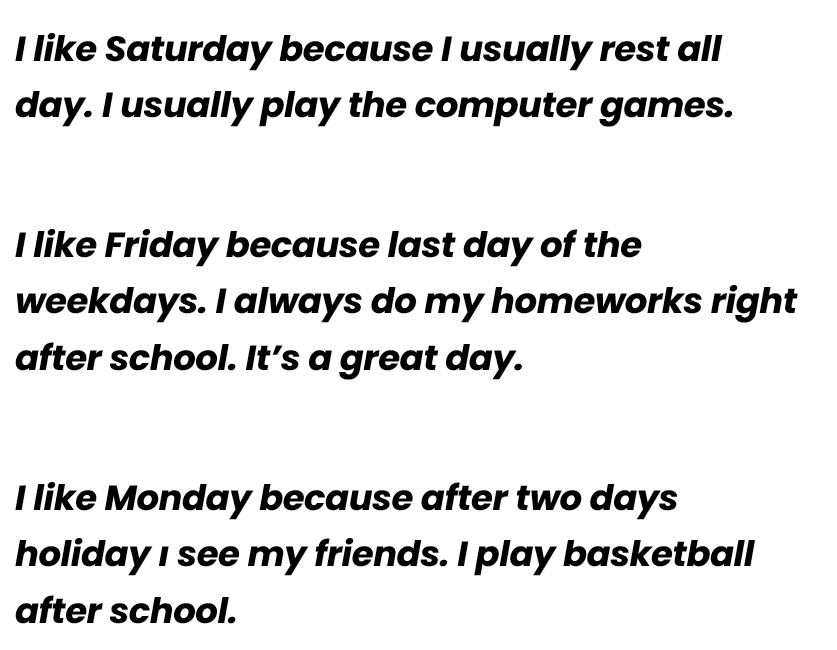 I like Saturday because I usually rest all
day. I usually play the computer games.
I like Friday because last day of the
weekdays. I always do my homeworks right
after school. It’s a great day.
I like Monday because after two days
holiday ı see my friends. I play basketball
after school.